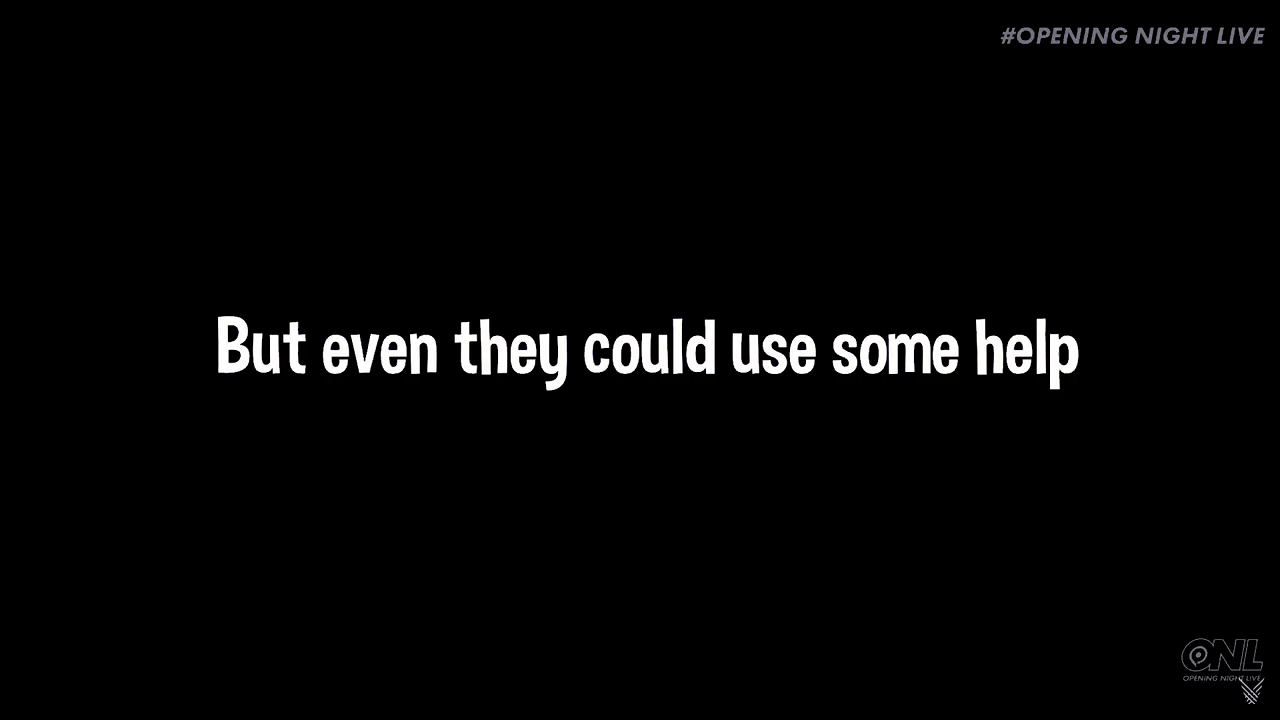 #OPENING NIGHT LIVE
But even they could use some help
ONL
OPENING NIGHT LIVE